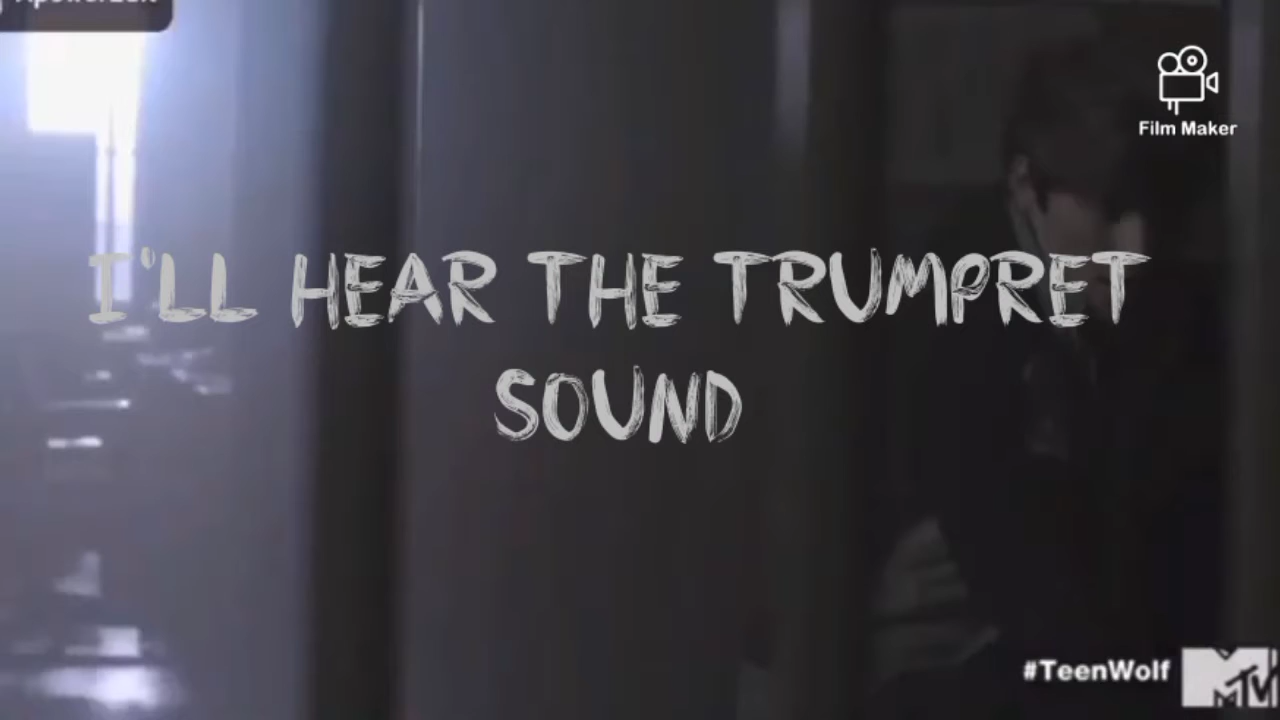 Film Maker
I'LL HEAR THE TRUMPRET
SOUND
#TeenWolf
MTV